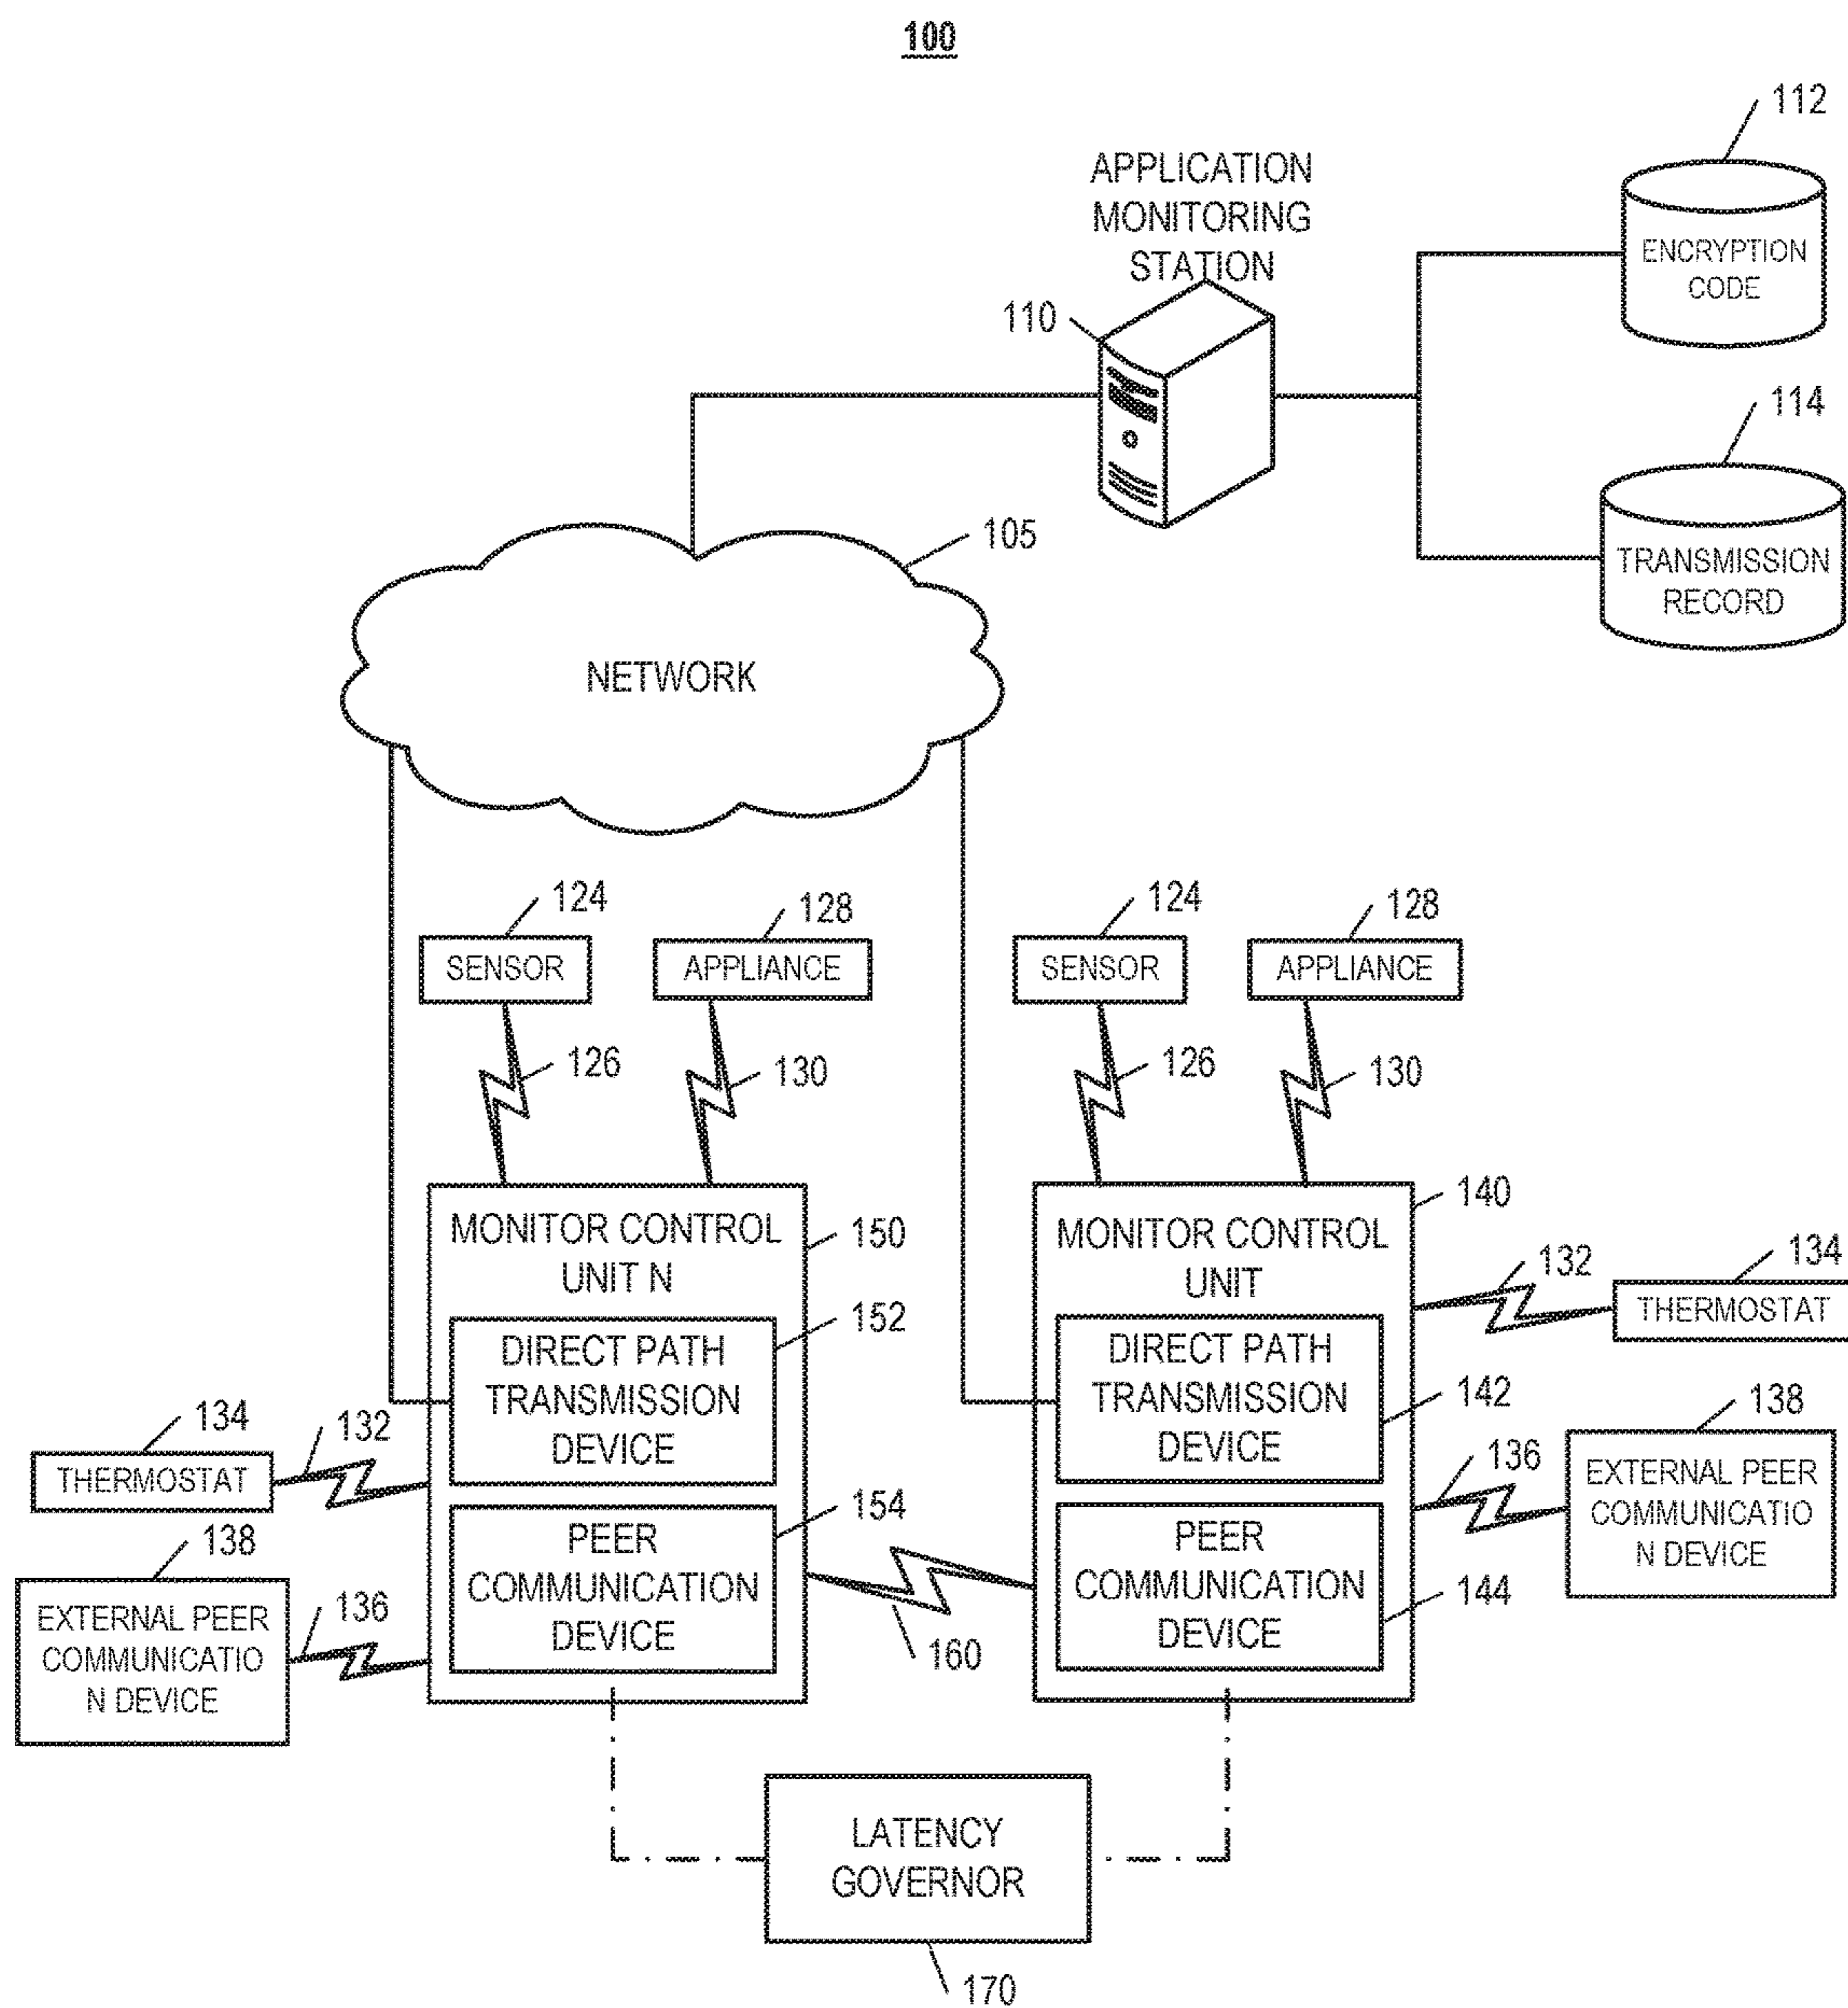 100
112
APPLICATION
MONITORING
STATION
ENCRYPTION
CODE
110
114
105
TRANSMISSION
RECORD
NETWORK
124
128
124
128
SENSOR
APPLIANCE
SENSOR
APPLIANCE
126
130
126
130
MONITOR CONTROL
UNIT N
150
MONITOR CONTROL
UNIT
140
132
134
THERMOSTAT
152
DIRECT PATH
TRANSMISSION
DEVICE
DIRECT PATH
TRANSMISSION
DEVICE
142
138
134
132
THERMOSTAT
136
EXTERNAL PEER
COMMUNICATIO
N DEVICE
154
PEER
COMMUNICATION
DEVICE
PEER
COMMUNICATION
DEVICE
144
138
EXTERNAL PEER
COMMUNICATIO
N DEVICE
136
160
LATENCY
GOVERNOR
170